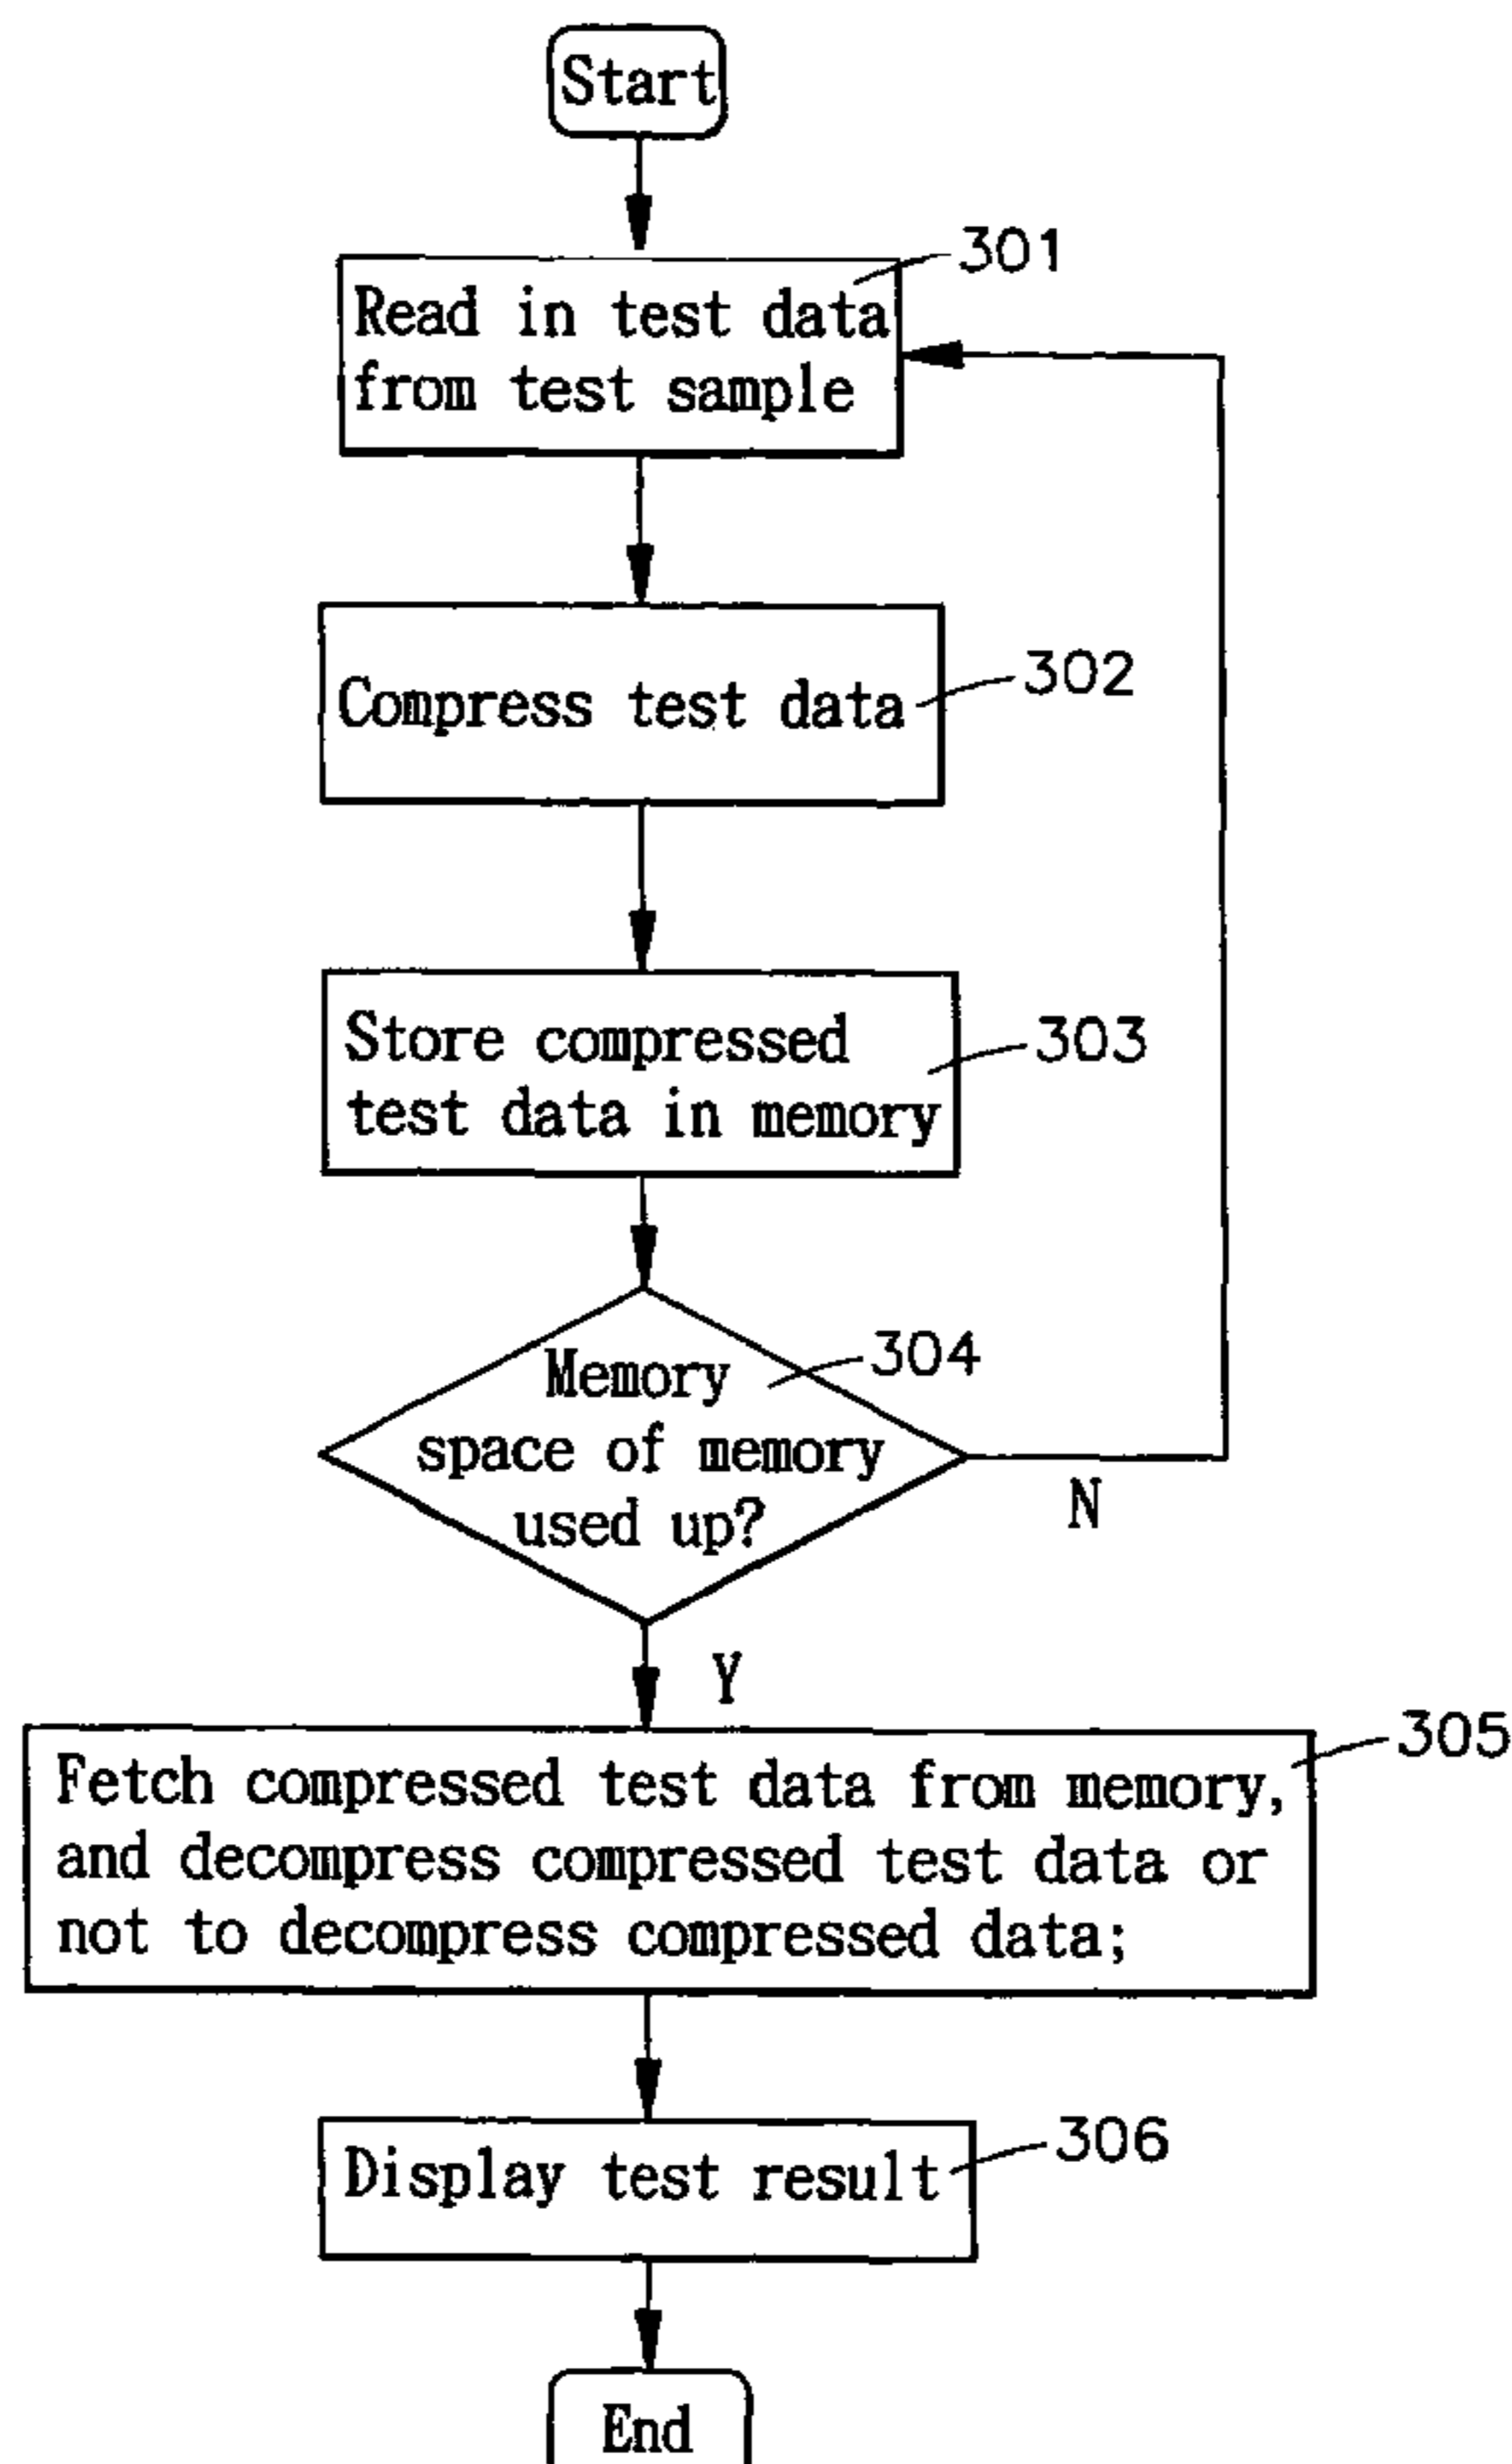 Start
301
Read in test data
from test sample
302
Compress test data
303
Store compressed
test data in memory
304
Memory
space of memory
used up?
N
Y
305
Fetch compressed test data from memory,
and decompress compressed test data or
not to decompress compressed data;
306
Display test result
End